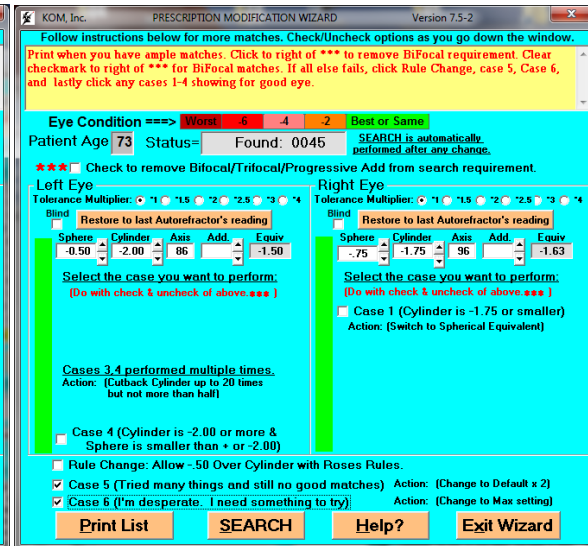 KOM, Inc. PRESCRIPTION MODIFICATION WIZARD Version 7.5-2
Follow instructions below for more matches. Check/Uncheck options as you go down the window.
Print when you have ample matches. Click to right of *** to remove BiFocal requirement. Clear
checkmark to right of *** for BiFocal matches. If all else fails, click Rule Change, case 5, Case 6,
and lastly click any cases 1-4 showing for good eye.
Eye Condition ===> Worst -6 -4 -2 Best or Same
Patient Age 73 Status= Found: 0045 SEARCH is automatically
performed after any change.
*** Check to remove Bifocal/Trifocal/Progressive Add from search requirement.
Left Eye Right Eye
Tolerance Multiplier: *1 *1.5 *2 *2.5 *3 *4 Tolerance Multiplier: *1 *1.5 *2 *2.5 *3 *4
Blind Restore to last Autorefractor's reading Blind Restore to last Autorefractor's reading
Sphere Cylinder Axis Add. Equiv Sphere Cylinder Axis Add. Equiv
-0.50 -2.00 86 -1.50 -.75 -1.75 96 -1.63
Select the case you want to perform: Select the case you want to perform:
(Do with check & uncheck of above.*** ) (Do with check & uncheck of above.*** )
Case 1 (Cylinder is -1.75 or smaller)
Action: (Switch to Spherical Equivalent)
Cases 3,4 performed multiple times.
Action: (Cutback Cylinder up to 20 times
but not more than half)
Case 4 (Cylinder is -2.00 or more &
Sphere is smaller than + or -2.00)
Rule Change: Allow -.50 Over Cylinder with Roses Rules.
Case 5 (Tried many things and still no good matches) Action: (Change to Default x 2)
Case 6 (I'm desperate. I need something to try) Action: (Change to Max setting)
Print List SEARCH Help? Exit Wizard